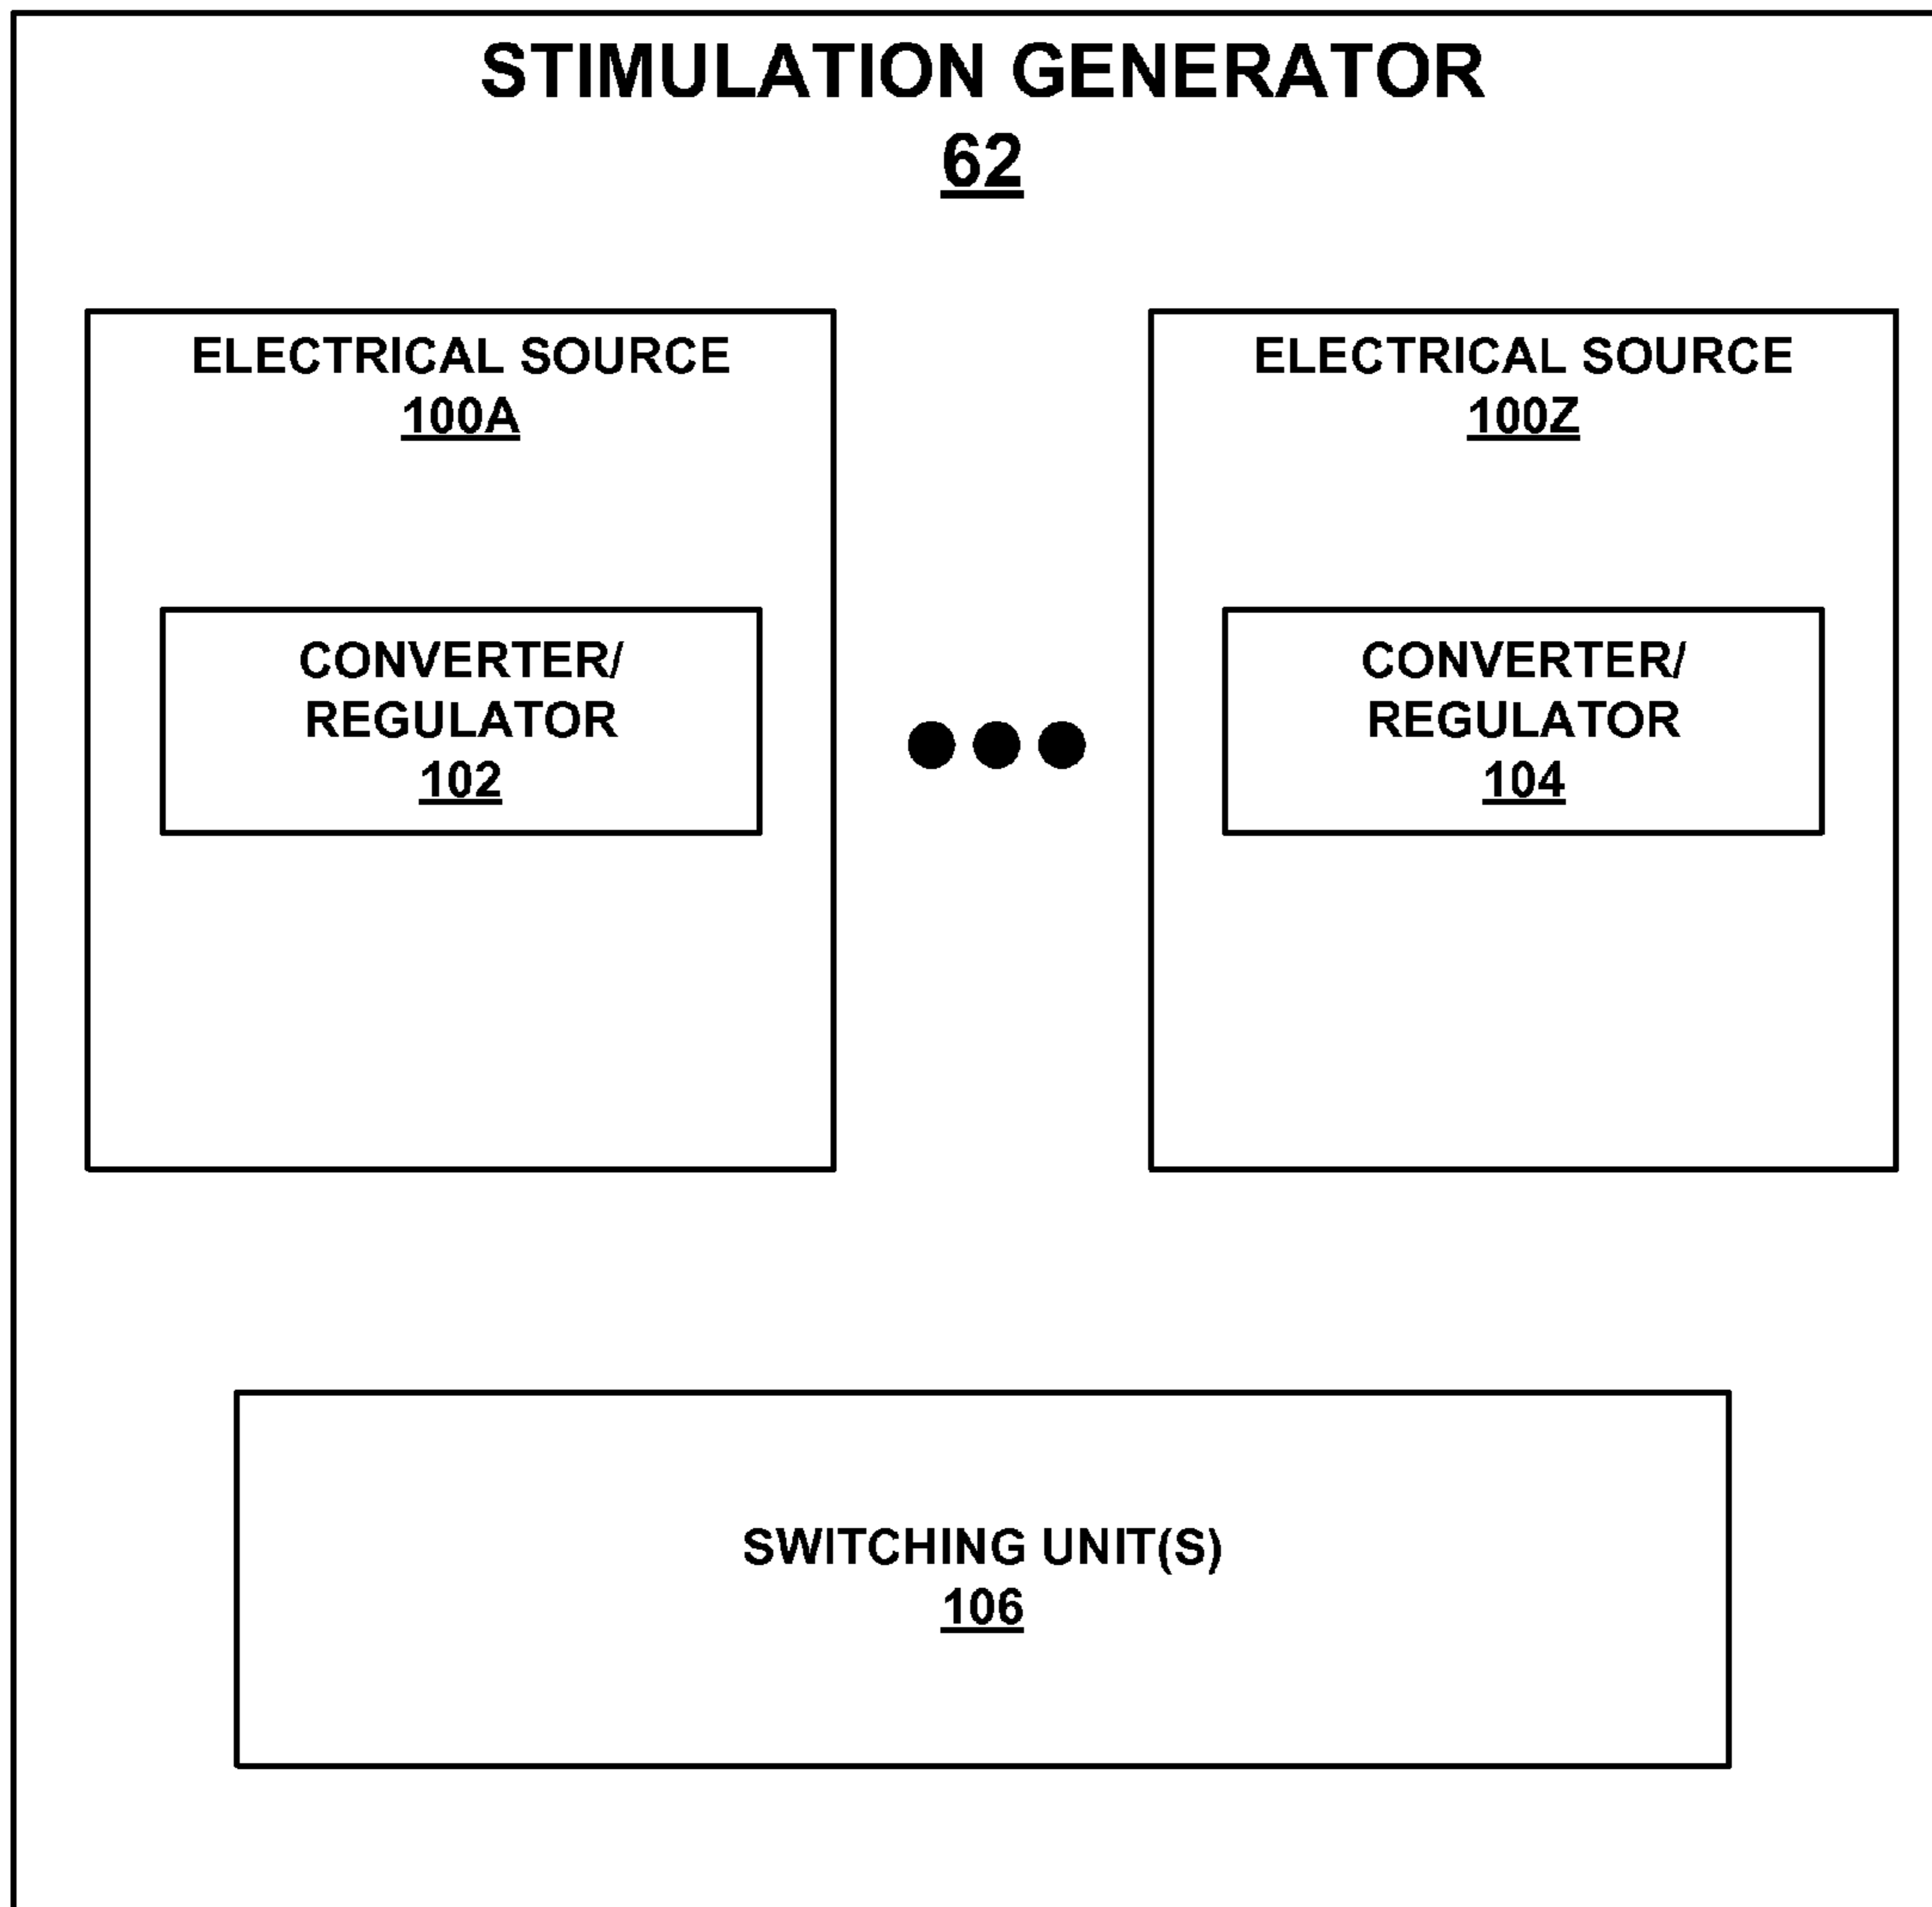 STIMULATION GENERATOR
62
ELECTRICAL SOURCE
100A
CONVERTER/
REGULATOR
102
ELECTRICAL SOURCE
100Z
CONVERTER/
REGULATOR
104
SWITCHING UNIT(S)
106